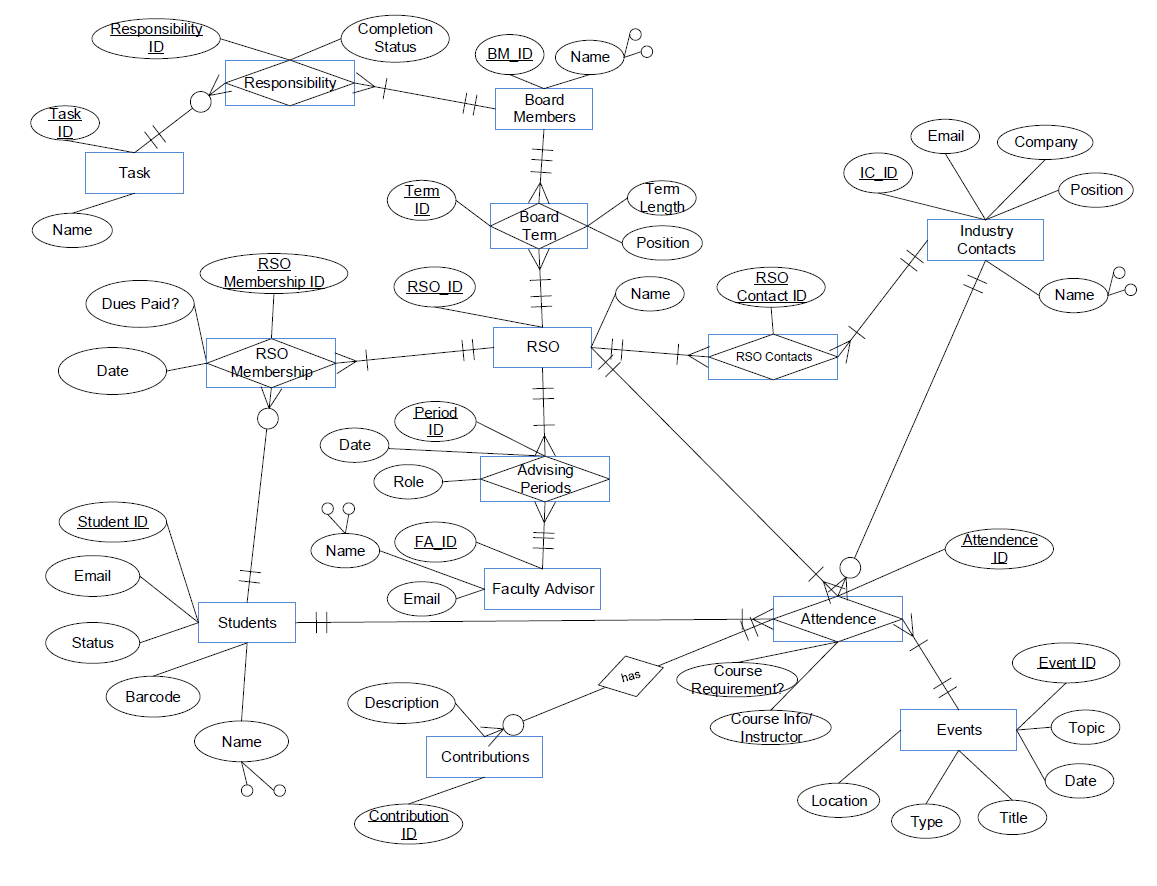 Responsibility
ID
Completion
Status
BM_ID
Name
Responsibility
Board
Members
Task
ID
Task
Name
Email
Company
IC_ID
Position
Term
ID
Term
Length
Board
Term
Position
Industry
Contacts
RSO
Membership ID
RSO_ID
Name
RSO
Contact ID
Name
Dues Paid?
RSO
RSO
Membership
RSO Contacts
Date
Period
ID
Date
Role
Advising
Periods
Student ID
Name
FA_ID
Attendence
ID
Email
Faculty Advisor
Email
Students
Attendence
Status
has
Course
Requirement?
Event ID
Barcode
Description
Course Info/
Instructor
Events
Topic
Name
Contributions
Date
Location
Type
Title
Contribution
ID